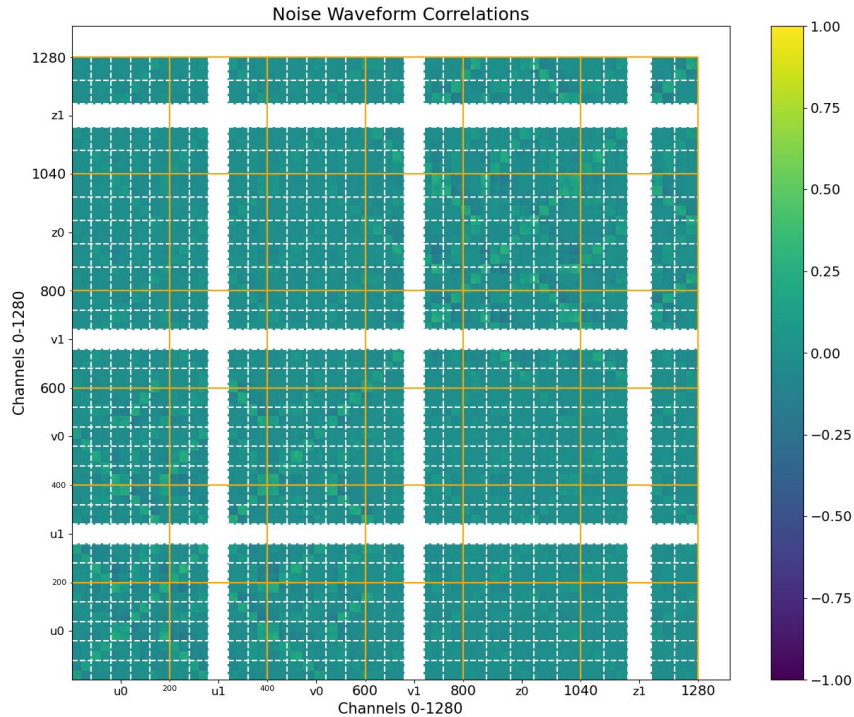 Noise Waveform Correlations
1280
z1
1040
z0
800
v1
600
v0
400
u1
200
u0
Channels 0-1280
u0 200 u1 400 v0 600 v1 800 z0 1040 z1 1280
Channels 0-1280
1.00
0.75
0.50
0.25
0.00
−0.25
−0.50
−0.75
−1.00